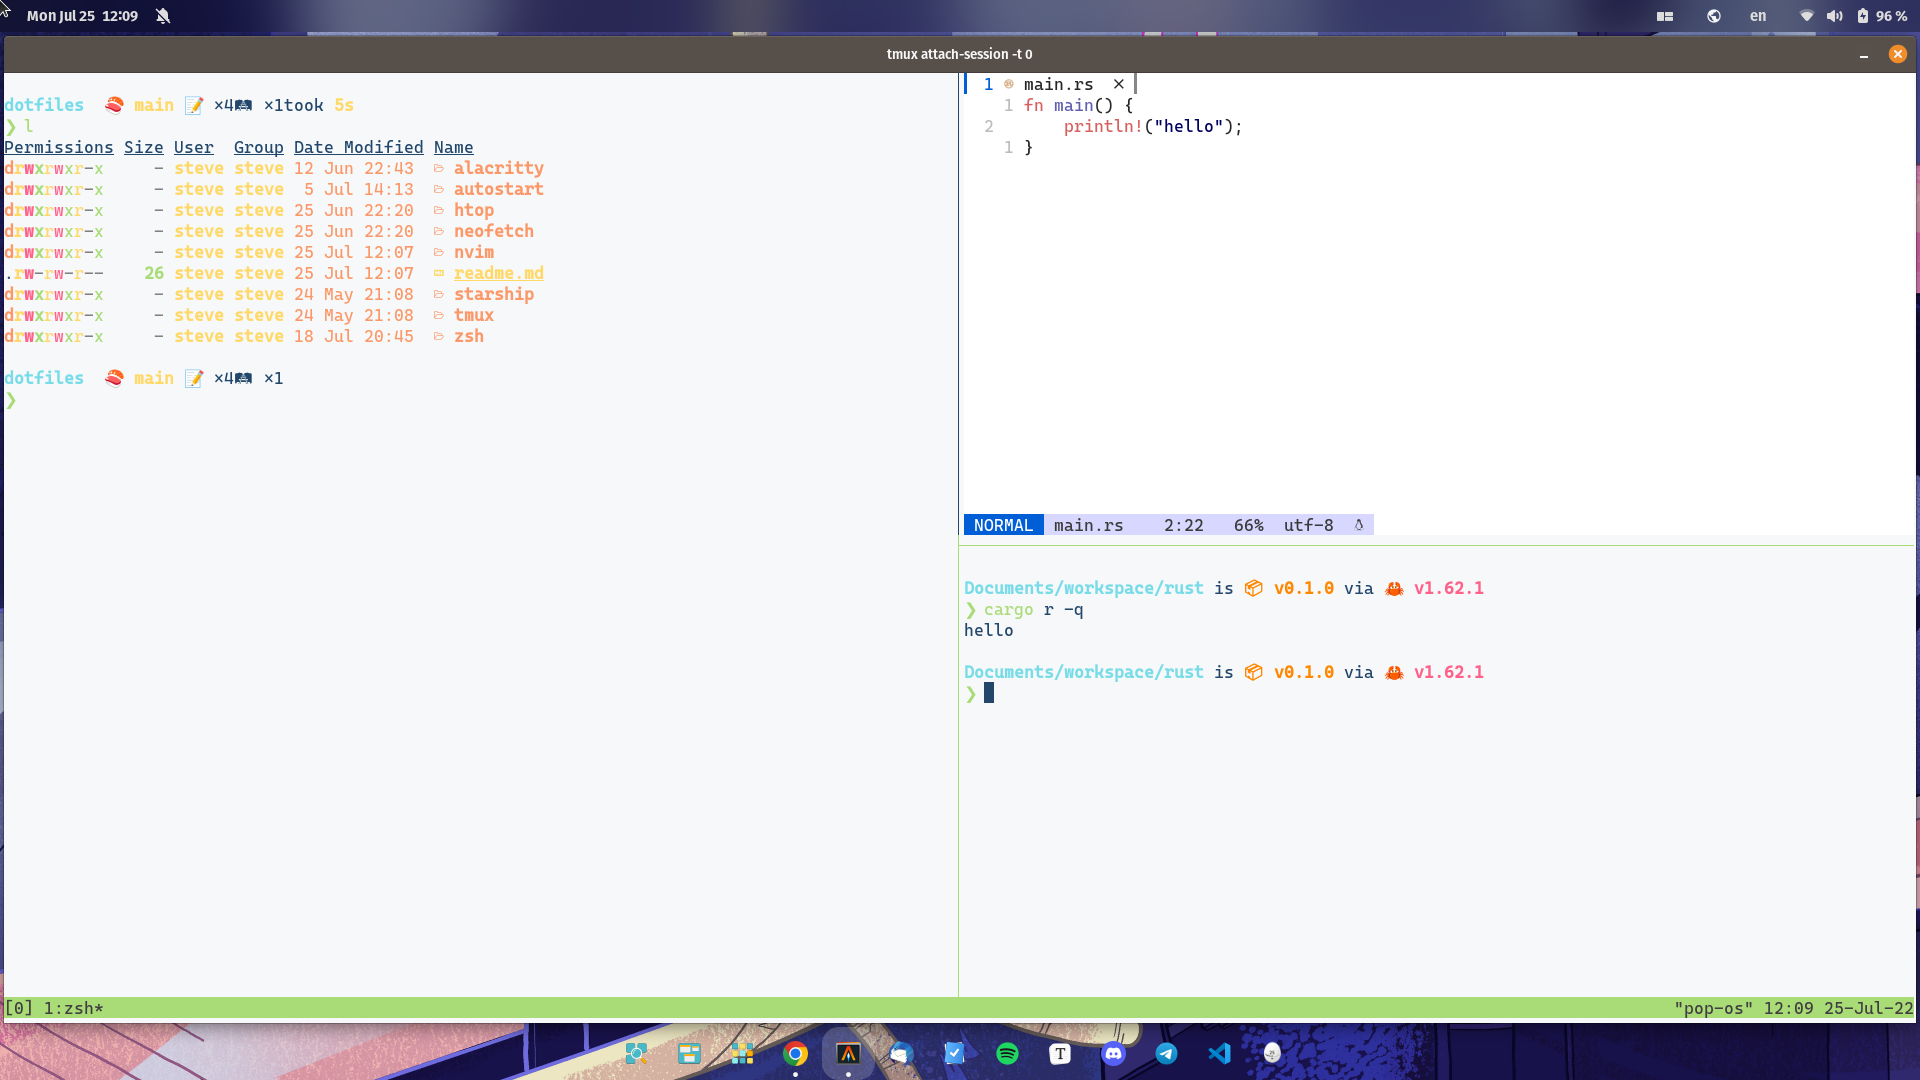 Mon Jul 25 12:09
en
96 %
tmux attach-session -t 0
dotfiles 🍣 main 📝 ×4🛤 ×1took 5s
❯ l
Permissions Size User Group Date Modified Name
drwxrwxr-x - steve steve 12 Jun 22:43 alacritty
drwxrwxr-x - steve steve 5 Jul 14:13 autostart
drwxrwxr-x - steve steve 25 Jun 22:20 htop
drwxrwxr-x - steve steve 25 Jun 22:20 neofetch
drwxrwxr-x - steve steve 25 Jul 12:07 nvim
.rw-rw-r-- 26 steve steve 25 Jul 12:07 readme.md
drwxrwxr-x - steve steve 24 May 21:08 starship
drwxrwxr-x - steve steve 24 May 21:08 tmux
drwxrwxr-x - steve steve 18 Jul 20:45 zsh
dotfiles 🍣 main 📝 ×4🛤 ×1
❯
1 main.rs ×
1 fn main() {
2 println!("hello");
1 }
NORMAL main.rs 2:22 66% utf-8
Documents/workspace/rust is 📦 v0.1.0 via 🦀 v1.62.1
❯ cargo r -q
hello
Documents/workspace/rust is 📦 v0.1.0 via 🦀 v1.62.1
❯
[0] 1:zsh*
"pop-os" 12:09 25-Jul-22
T